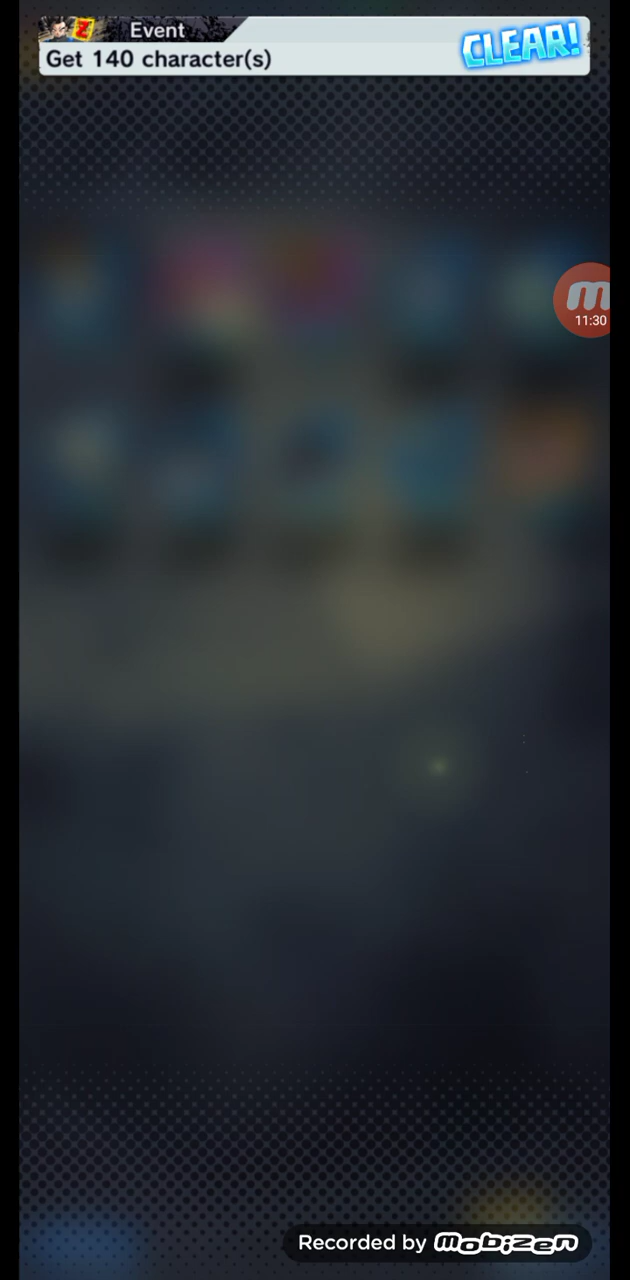 Z
Event
Get 140 character(s)
CLEAR!
m
11:30
Recorded by mobizen